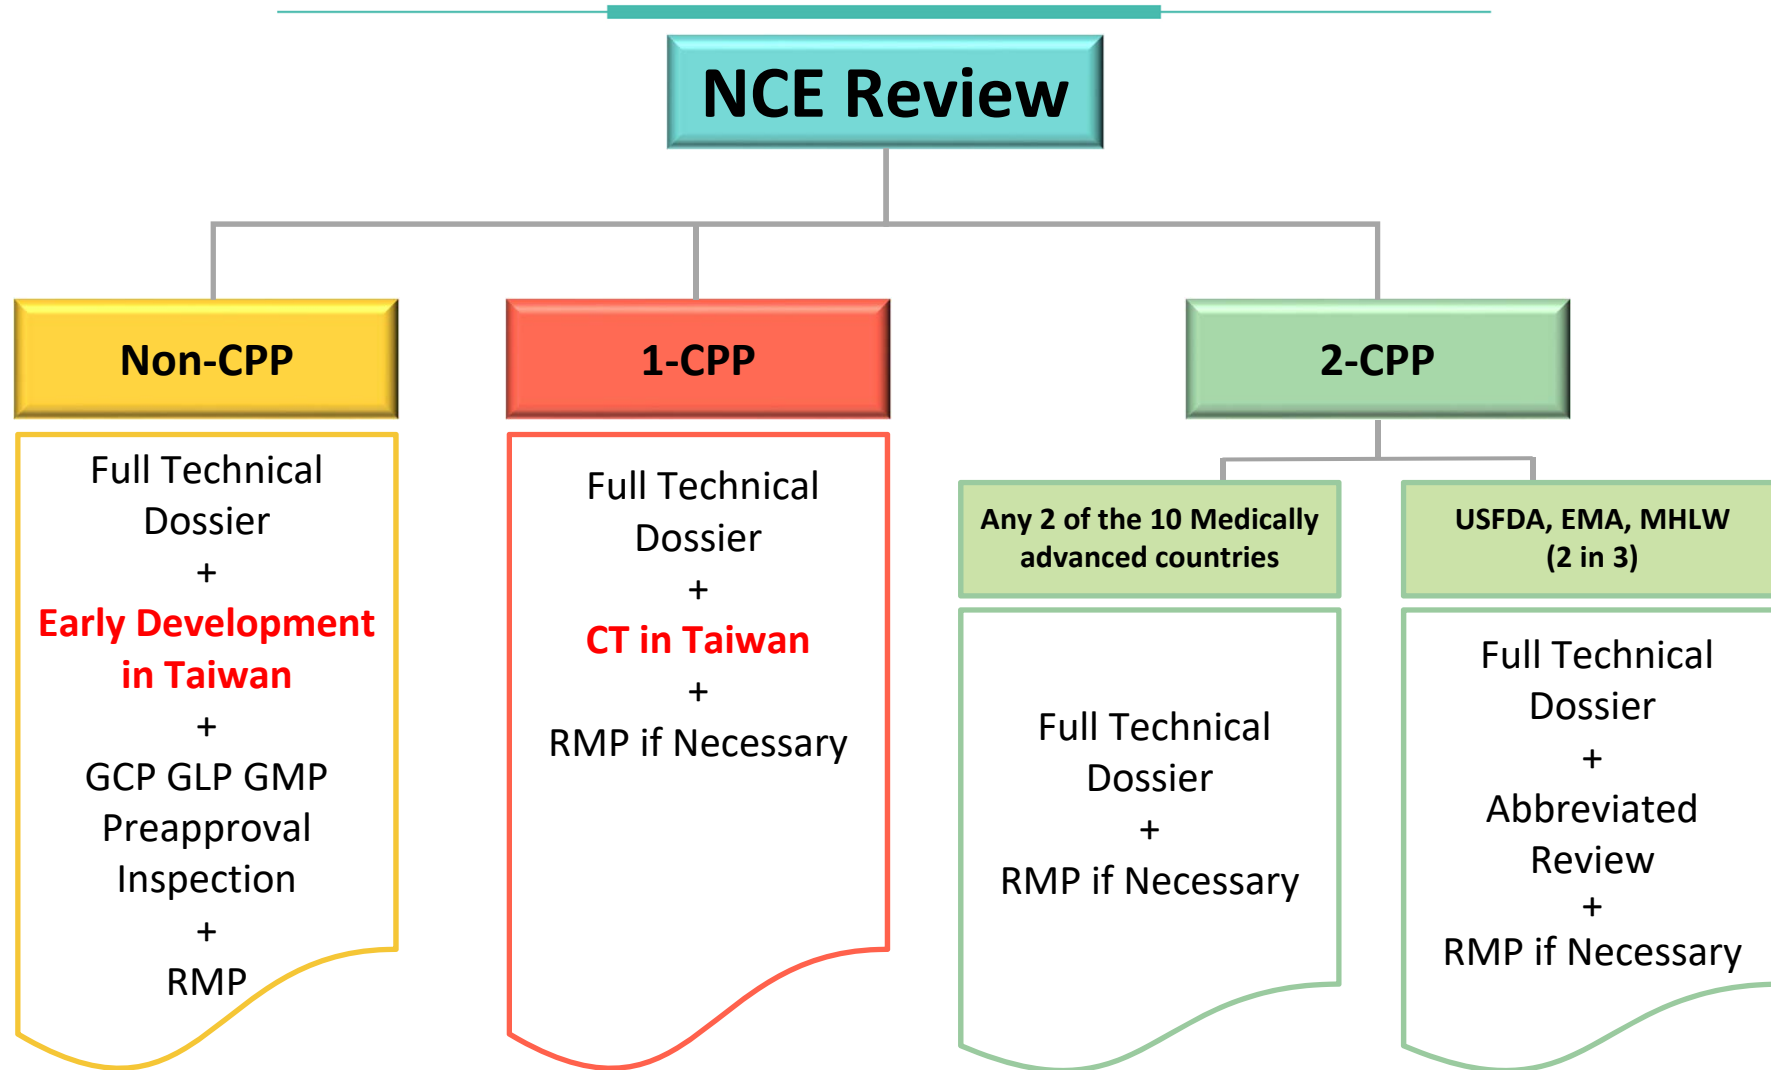 NCE Review
Non-CPP
Full Technical
Dossier
+
Early Development
in Taiwan
+
GCP GLP GMP
Preapproval
Inspection
+
RMP
1-CPP
Full Technical
Dossier
+
CT in Taiwan
+
RMP if Necessary
2-CPP
Any 2 of the 10 Medically
advanced countries
Full Technical
Dossier
+
RMP if Necessary
USFDA, EMA, MHLW
(2 in 3)
Full Technical
Dossier
+
Abbreviated
Review
+
RMP if Necessary